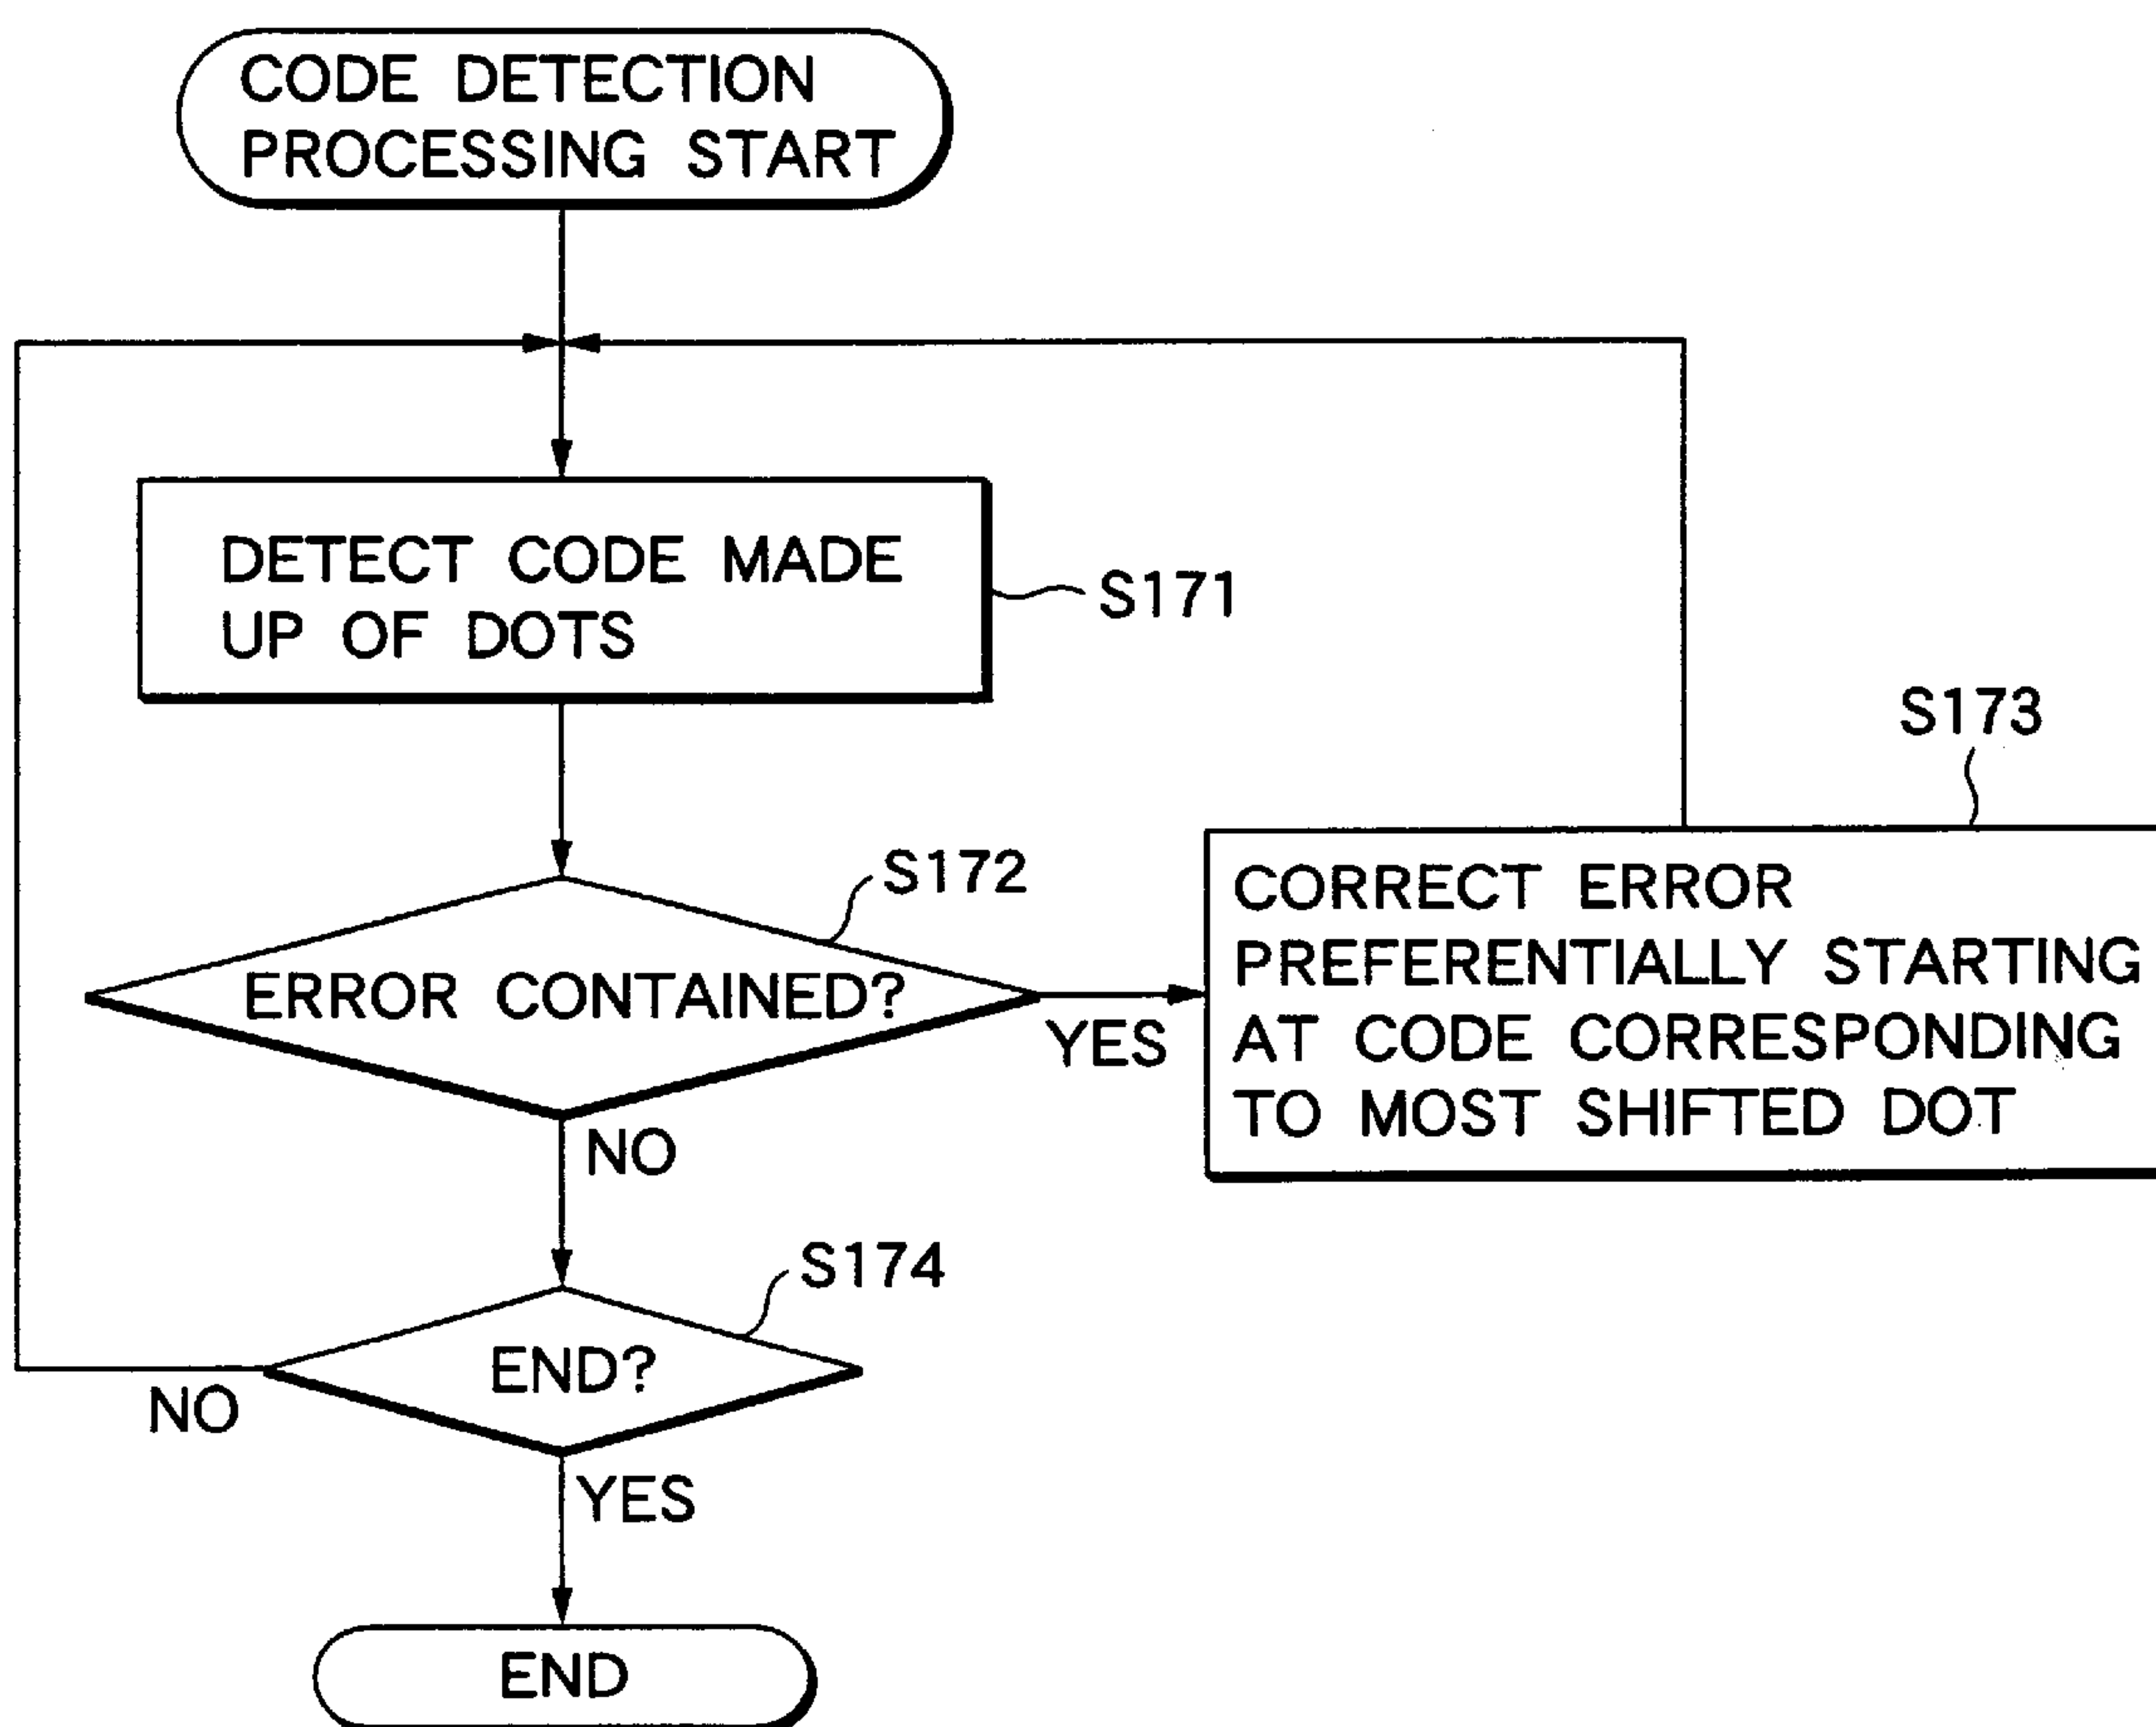 CODE DETECTION
PROCESSING START
DETECT CODE MADE
UP OF DOTS
S171
S173
S172
ERROR CONTAINED?
YES
CORRECT ERROR
PREFERENTIALLY STARTING
AT CODE CORRESPONDING
TO MOST SHIFTED DOT
NO
S174
END?
NO
YES
END